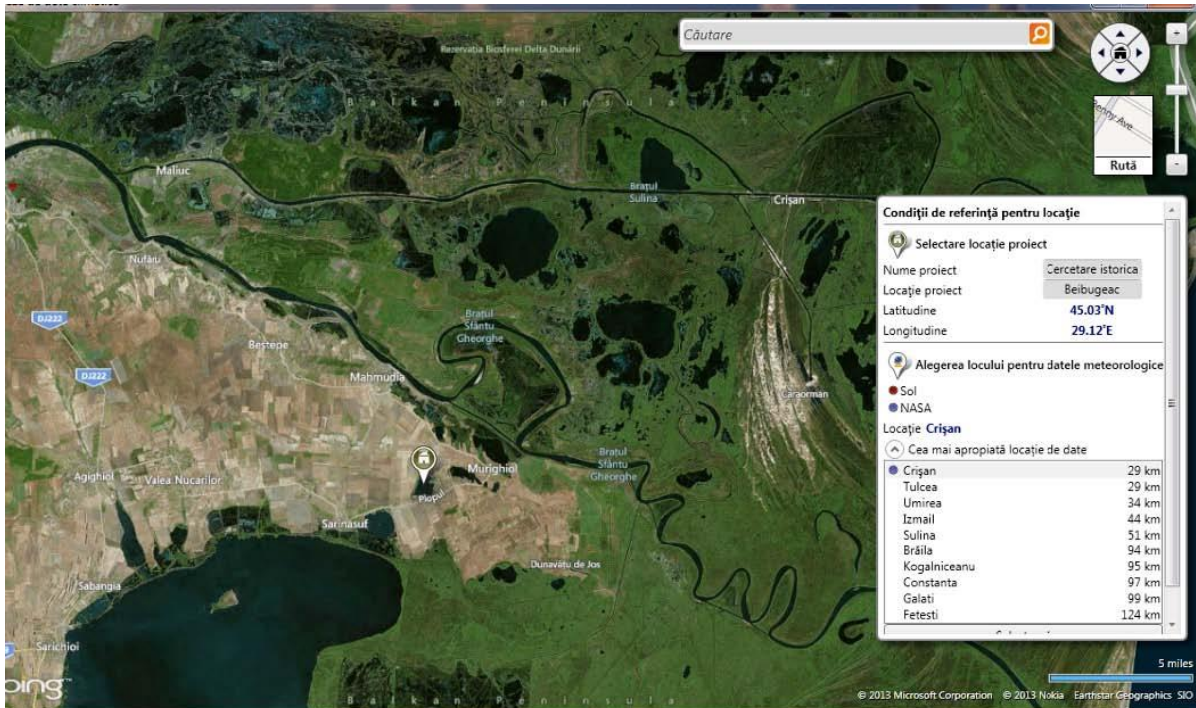 Căutare
Rezervația Biosferei Delta Dunării
Balkan Peninsula
Benny Ave
Rută
Maliuc
Brațul
Sulina
Crișan
Nufăru
DJ222
Beștepe
Brațul
Sfântu
Gheorghe
DJ222
Mahmudia
Caraorman
Agighiol
Valea Nucarilor
Murighiol
Plopul
Brațul
Sfântu
Gheorghe
Sarinasuf
Dunavățu de Jos
Sabangia
Sarichioi
bing
Balkan Peninsula
Condiții de referință pentru locație
Selectare locație proiect
Nume proiect Cercetare istorica
Locație proiect Beibugeac
Latitudine 45.03°N
Longitudine 29.12°E
Alegerea locului pentru datele meteorologice
Sol
NASA
Locație Crișan
Cea mai apropiată locație de date
Crișan 29 km
Tulcea 29 km
Umirea 34 km
Izmail 44 km
Sulina 51 km
Brăila 94 km
Kogalniceanu 95 km
Constanta 97 km
Galati 99 km
Fetesti 124 km
5 miles
© 2013 Microsoft Corporation © 2013 Nokia Earthstar Geographics SIO